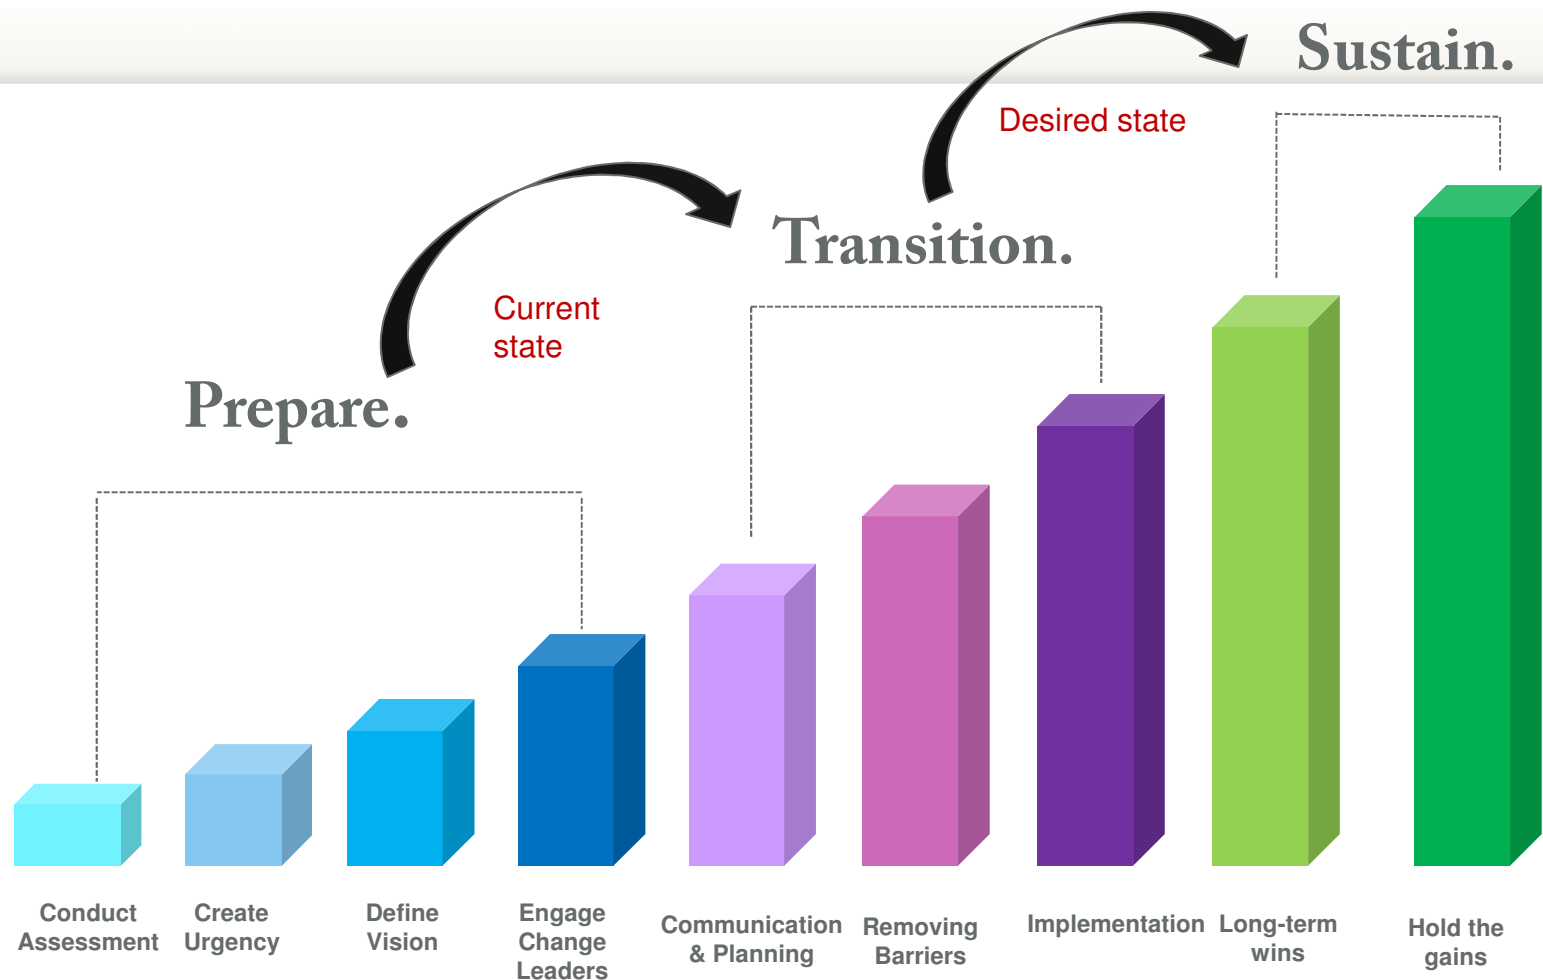 Sustain.
Desired state
Transition.
Current
state
Prepare.
Conduct
Assessment
Create
Urgency
Define
Vision
Engage
Change
Leaders
Communication
& Planning
Removing
Barriers
Implementation
Long-term
wins
Hold the
gains